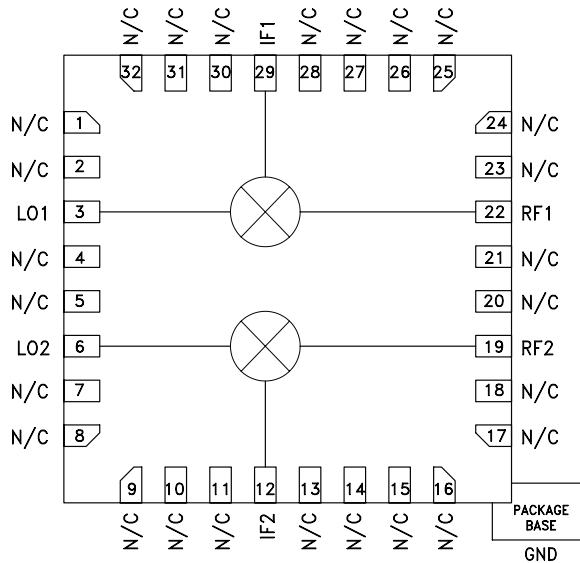 N/C N/C N/C IF1 N/C N/C N/C N/C
32 31 30 29 28 27 26 25
N/C 1 24 N/C
N/C 2 23 N/C
LO1 3 22 RF1
N/C 4 21 N/C
N/C 5 20 N/C
LO2 6 19 RF2
N/C 7 18 N/C
N/C 8 17 N/C
9 10 11 12 13 14 15 16
N/C N/C N/C IF2 N/C N/C N/C N/C
PACKAGE
BASE
GND